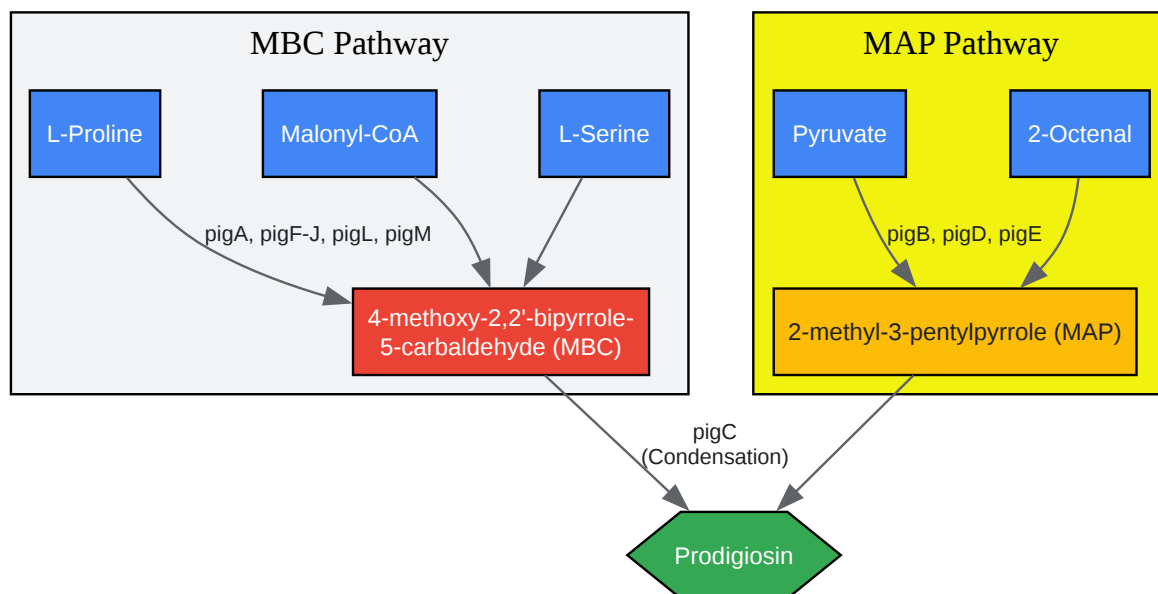 MBC Pathway
MAP Pathway
L-Proline
Malonyl-CoA
L-Serine
Pyruvate
2-Octenal
pigA, pigF-J, pigL, pigM
pigB, pigD, pigE
4-methoxy-2,2'-bipyrrole-
5-carbaldehyde (MBC)
2-methyl-3-pentylpyrrole (MAP)
pigC
(Condensation)
Prodigiosin